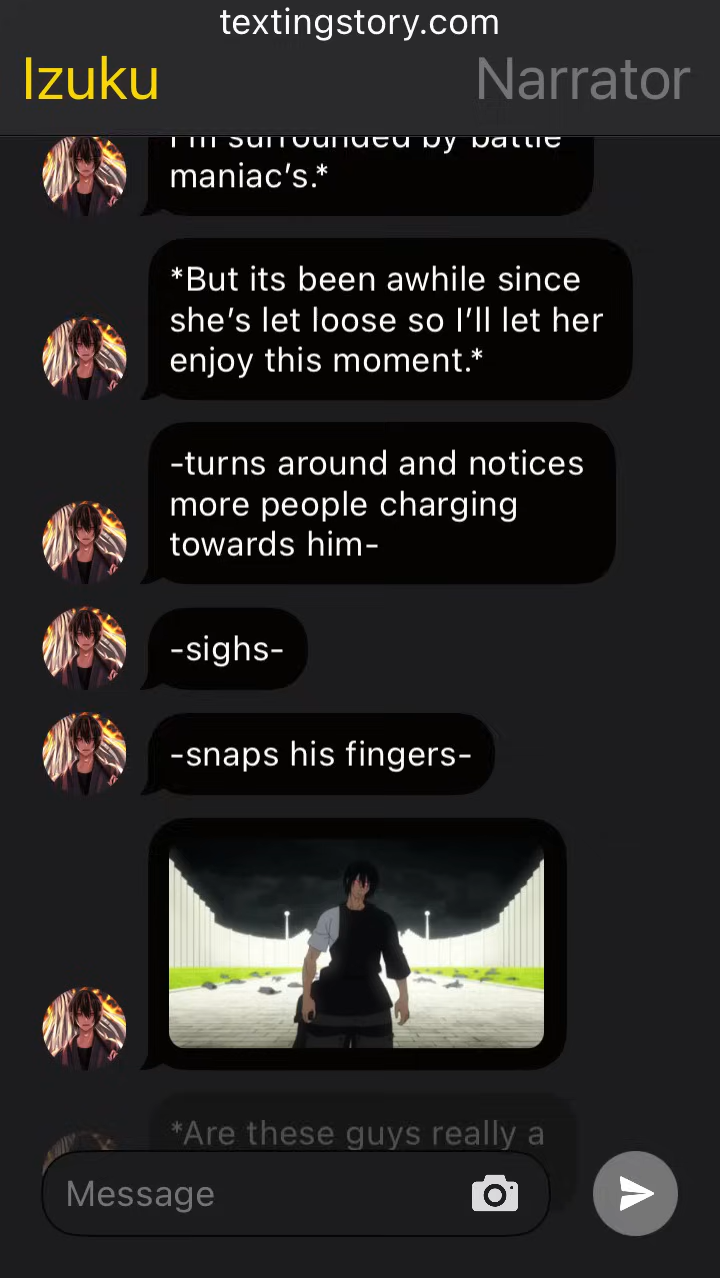 textingstory.com
Izuku
Narrator
I'm surrounded by battle
maniac’s.*
*But its been awhile since
she’s let loose so I’ll let her
enjoy this moment.*
-turns around and notices
more people charging
towards him-
-sighs-
-snaps his fingers-
*Are these guys really a
Message